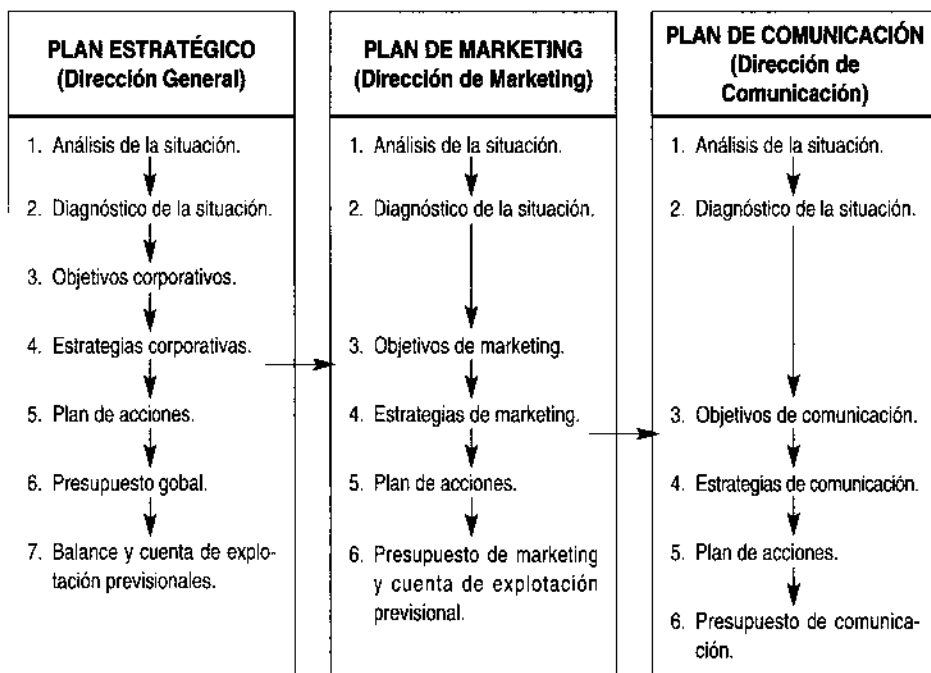 PLAN ESTRATÉGICO
(Dirección General)
1. Análisis de la situación.
2. Diagnóstico de la situación.
3. Objetivos corporativos.
4. Estrategias corporativas.
5. Plan de acciones.
6. Presupuesto gobal.
7. Balance y cuenta de explo-
tación previsionales.
PLAN DE MARKETING
(Dirección de Marketing)
1. Análisis de la situación.
2. Diagnóstico de la situación.
3. Objetivos de marketing.
4. Estrategias de marketing.
5. Plan de acciones.
6. Presupuesto de marketing
y cuenta de explotación
previsional.
PLAN DE COMUNICACIÓN
(Dirección de
Comunicación)
1. Análisis de la situación.
2. Diagnóstico de la situación.
3. Objetivos de comunicación.
4. Estrategias de comunicación.
5. Plan de acciones.
6. Presupuesto de comunica-
ción.